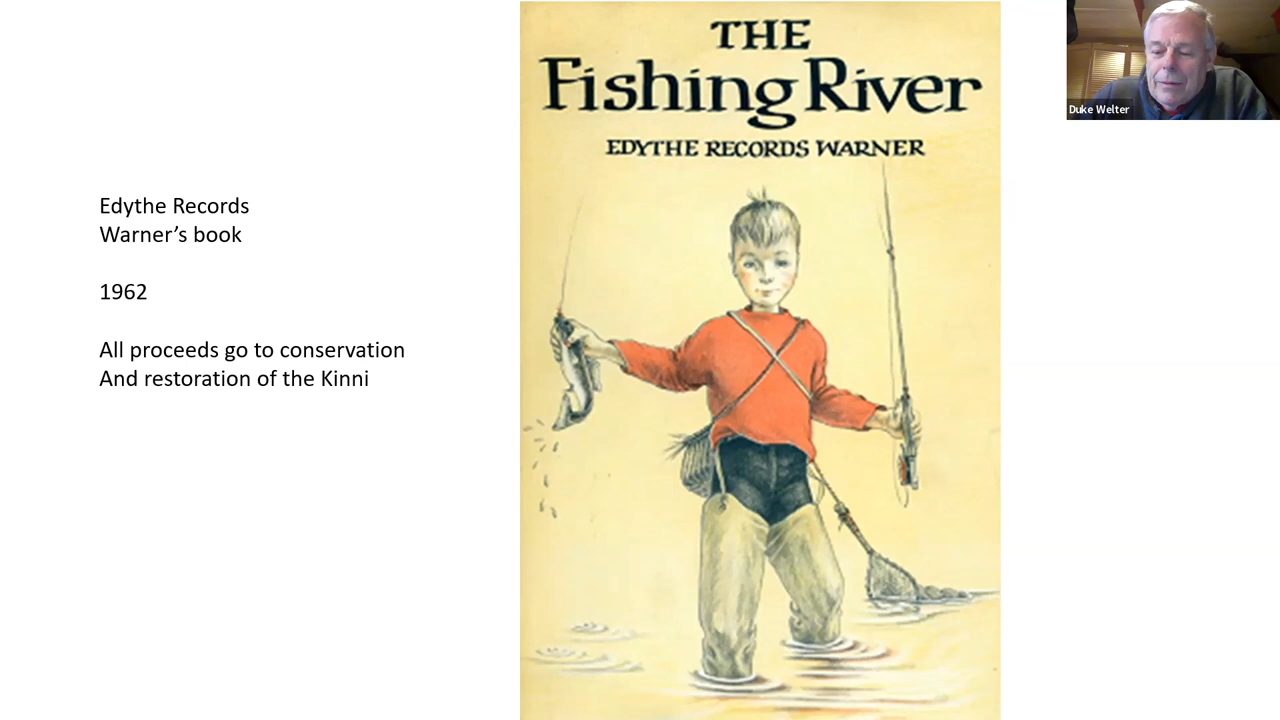 THE
Fishing River
EDYTHE RECORDS WARNER
Edythe Records
Warner’s book
1962
All proceeds go to conservation
And restoration of the Kinni
Duke Welter